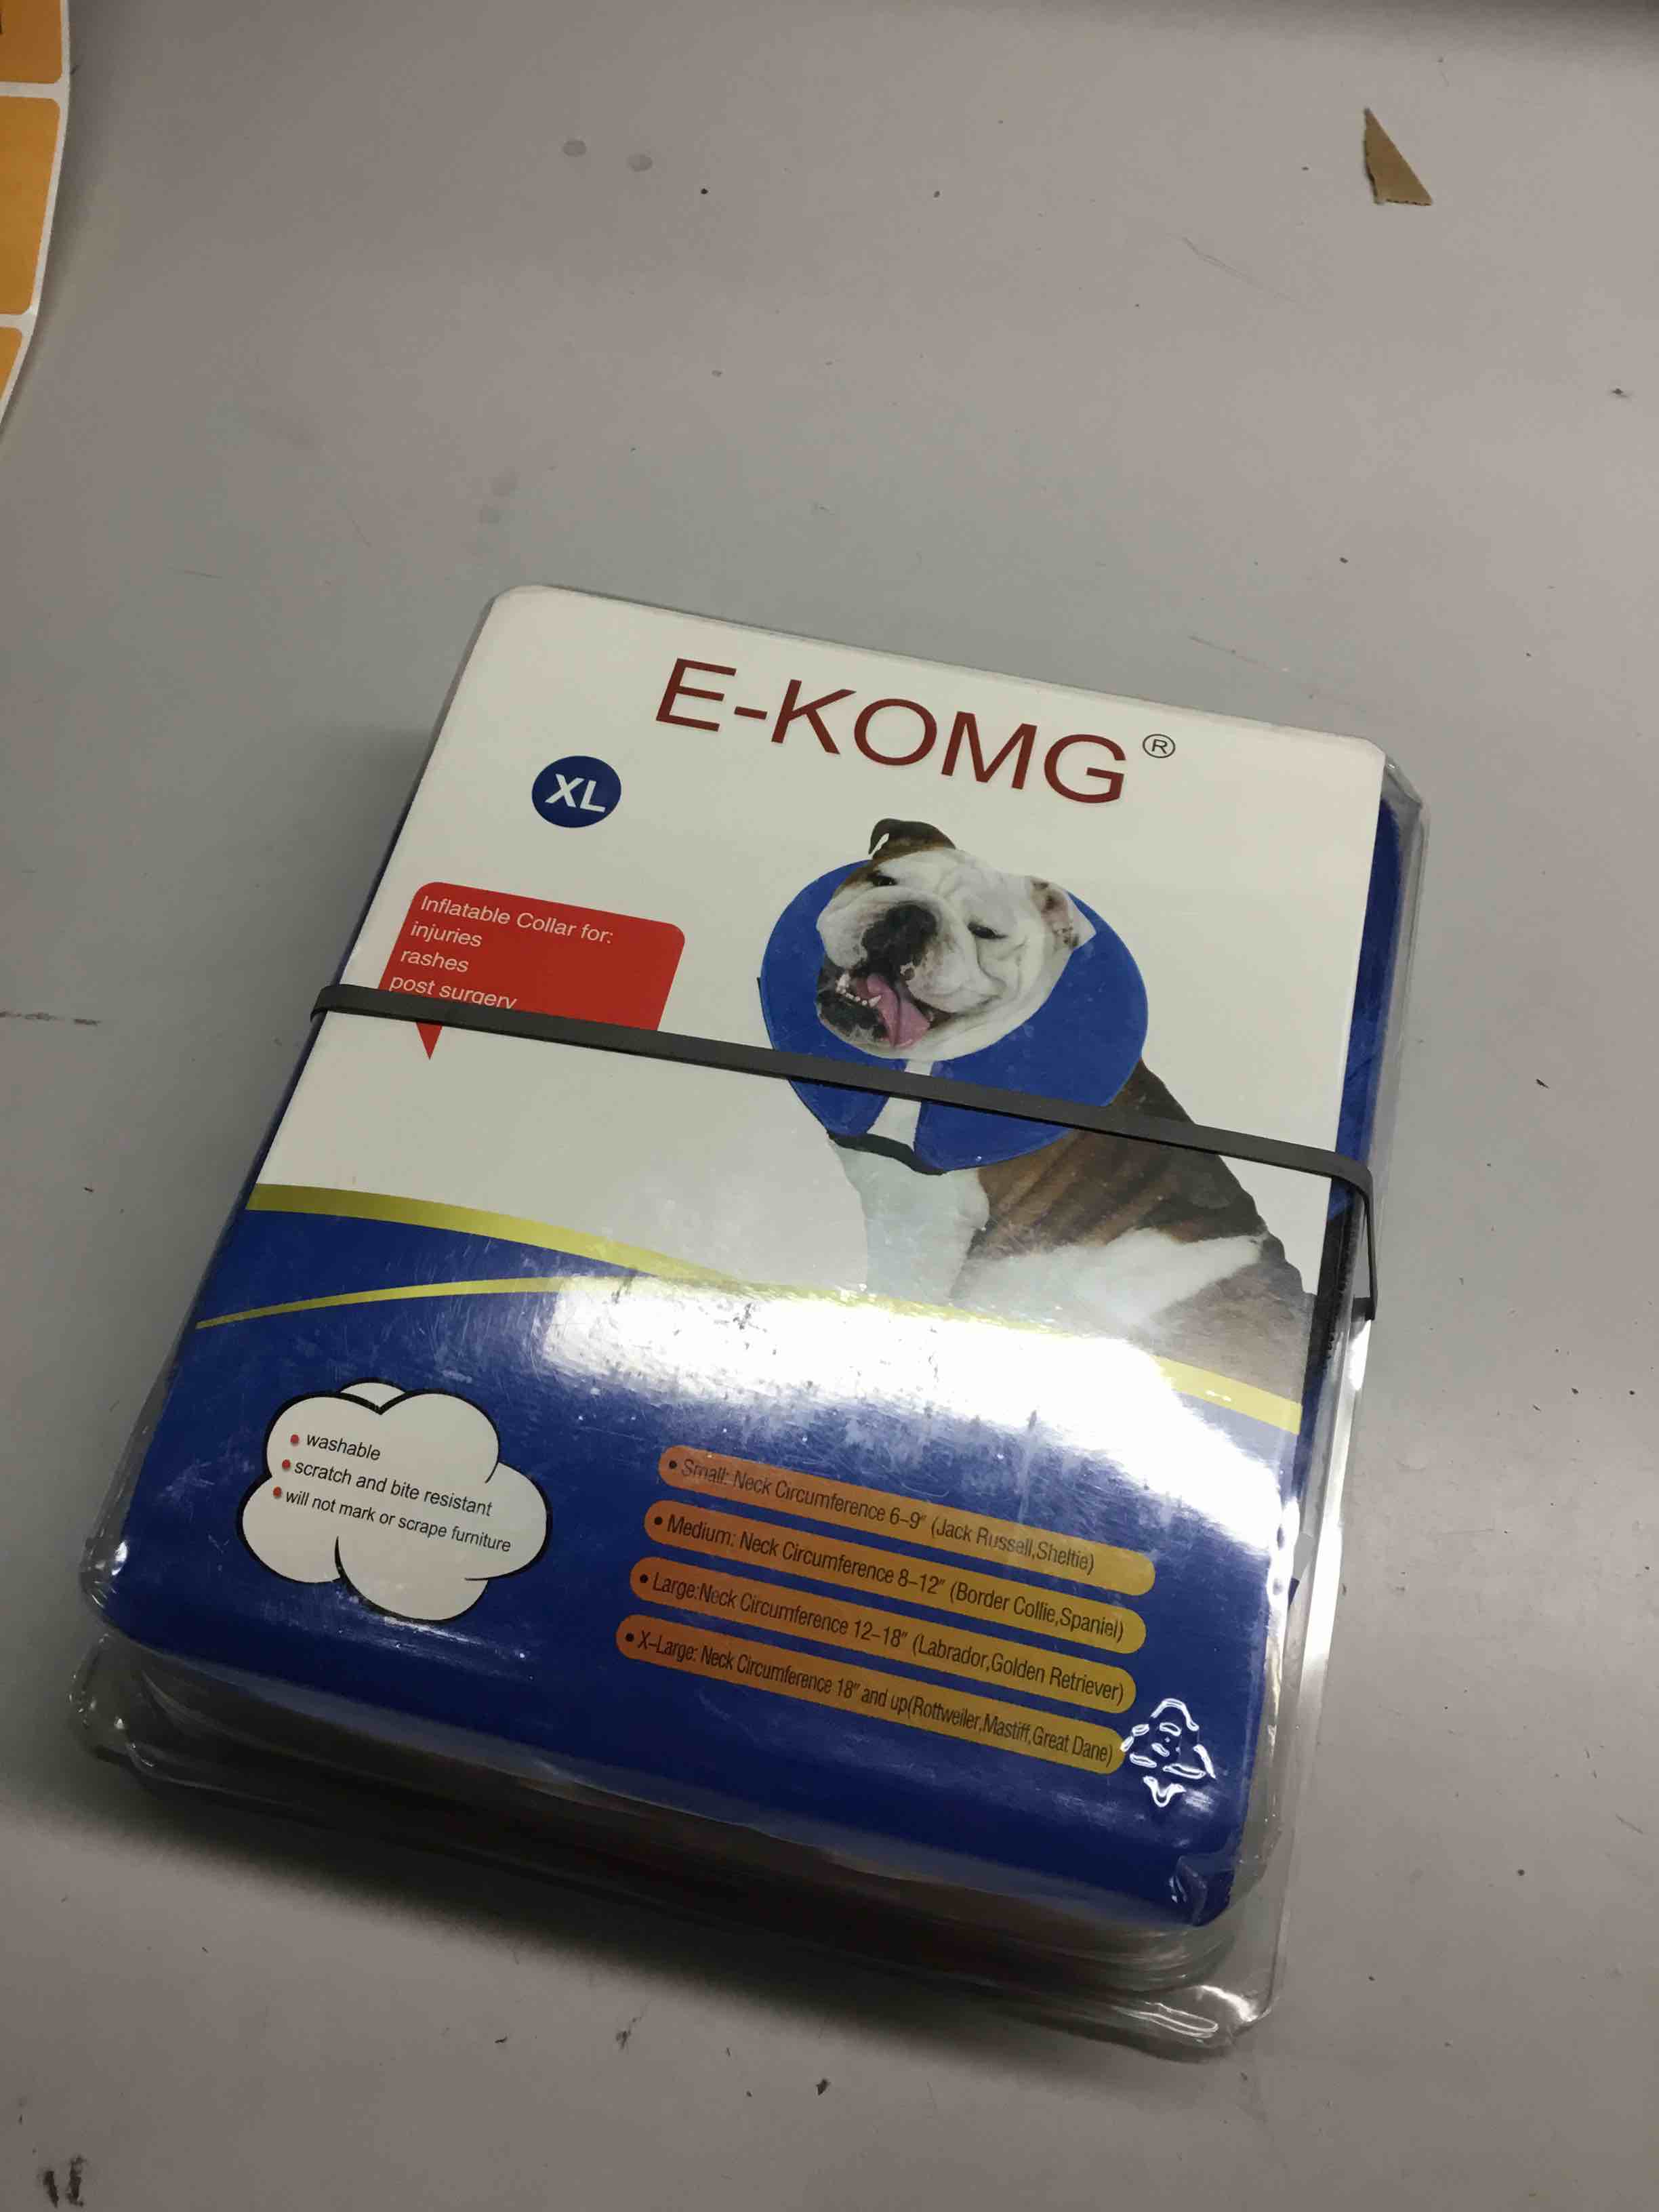 E-KOMG®
XL
Inflatable Collar for:
injuries
rashes
post surgery
• washable
• scratch and bite resistant
• will not mark or scrape furniture
• Small: Neck Circumference 6–9" (Jack Russell,Sheltie)
• Medium: Neck Circumference 8–12" (Border Collie,Spaniel)
• Large:Neck Circumference 12–18" (Labrador,Golden Retriever)
• X–Large: Neck Circumference 18" and up(Rottweiler,Mastiff,Great Dane)